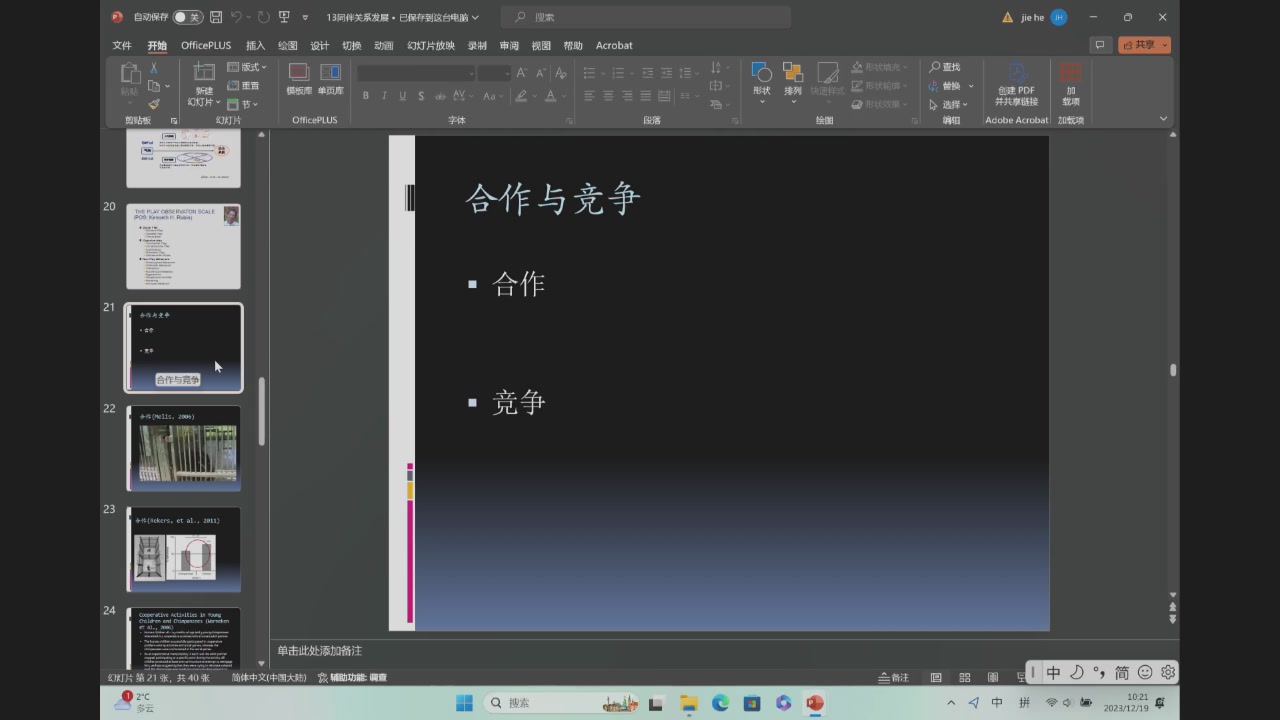 自动保存 关 13同伴关系发展 • 已保存到这台电脑 搜索 jie he JH
文件 开始 OfficePLUS 插入 绘图 设计 切换 动画 幻灯片放映 录制 审阅 视图 帮助 Acrobat 共享
粘贴 新建 幻灯片 版式 重置 节 模板库 单页库 B I U S ab AV Aa A 形状 排列 快速样式 形状填充 形状轮廓 形状效果 查找 替换 选择 创建 PDF 并共享链接 加载项
剪贴板 幻灯片 OfficePLUS 字体 段落 绘图 编辑 Adobe Acrobat 加载项
20
THE PLAY OBSERVATION SCALE
(POS: Kenneth H. Rubin)
21
合作与竞争
合作
竞争
合作与竞争
22
合作(Melis, 2006)
23
合作(Rekers, et al., 2011)
24
Cooperative Activities in Young
Children and Chimpanzees (Warneken
et al., 2006)
合作与竞争
合作
竞争
单击此处添加备注
幻灯片 第 21 张，共 40 张 简体中文(中国大陆) 辅助功能: 调查 备注
中 简
1
2°C
多云
搜索
中 拼
10:21
2023/12/19